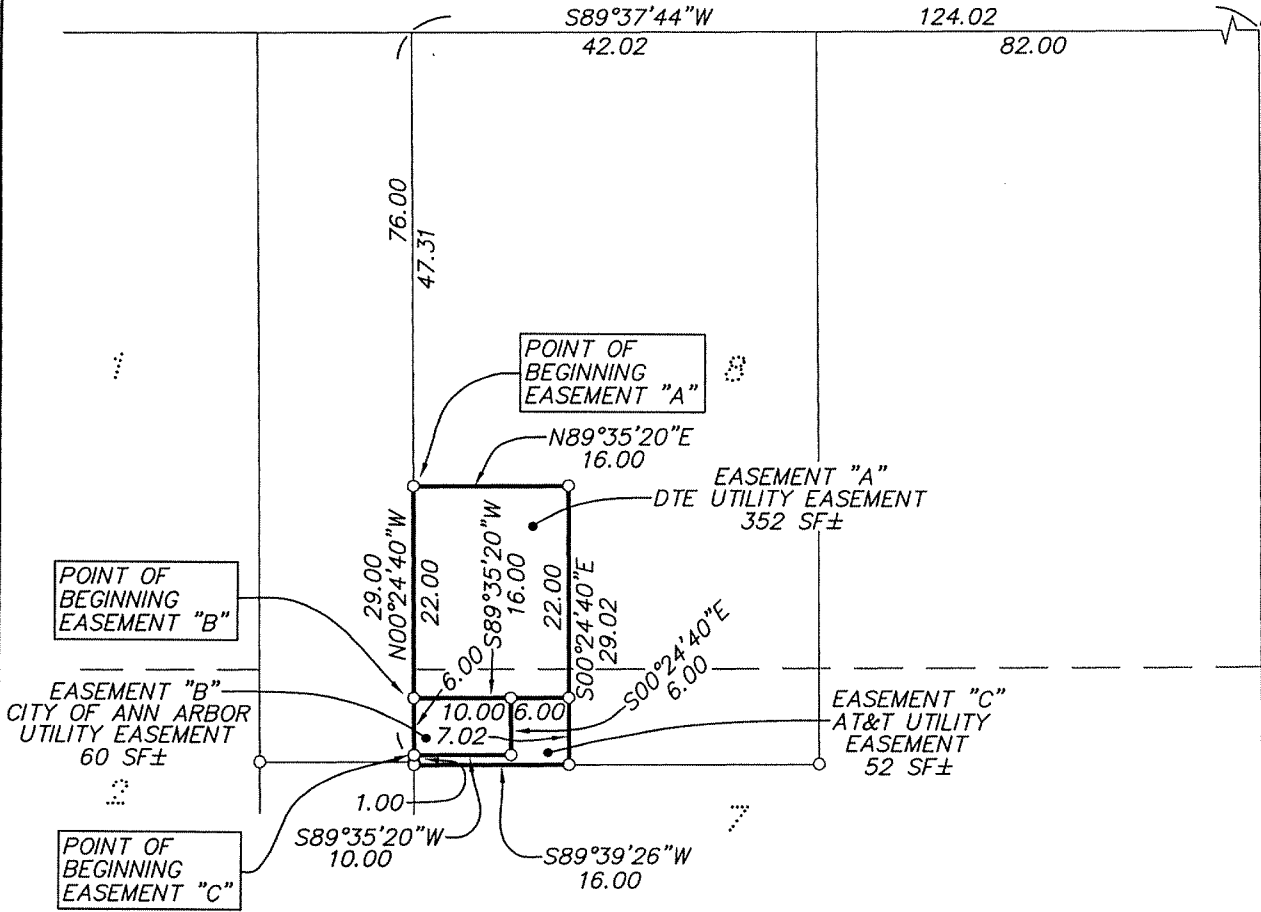 S89°37'44"W 124.02
42.02 82.00
76.00
47.31
1
8
POINT OF
BEGINNING
EASEMENT "A"
N89°35'20"E
16.00
EASEMENT "A"
DTE UTILITY EASEMENT
352 SF±
29.00
N00°24'40"W
22.00
S89°35'20"W
16.00
22.00
S00°24'40"E
29.02
S00°24'40"E
6.00
POINT OF
BEGINNING
EASEMENT "B"
6.00
10.00 6.00
7.02
EASEMENT "B"
CITY OF ANN ARBOR
UTILITY EASEMENT
60 SF±
EASEMENT "C"
AT&T UTILITY
EASEMENT
52 SF±
2
7
1.00
S89°35'20"W
10.00
S89°39'26"W
16.00
POINT OF
BEGINNING
EASEMENT "C"